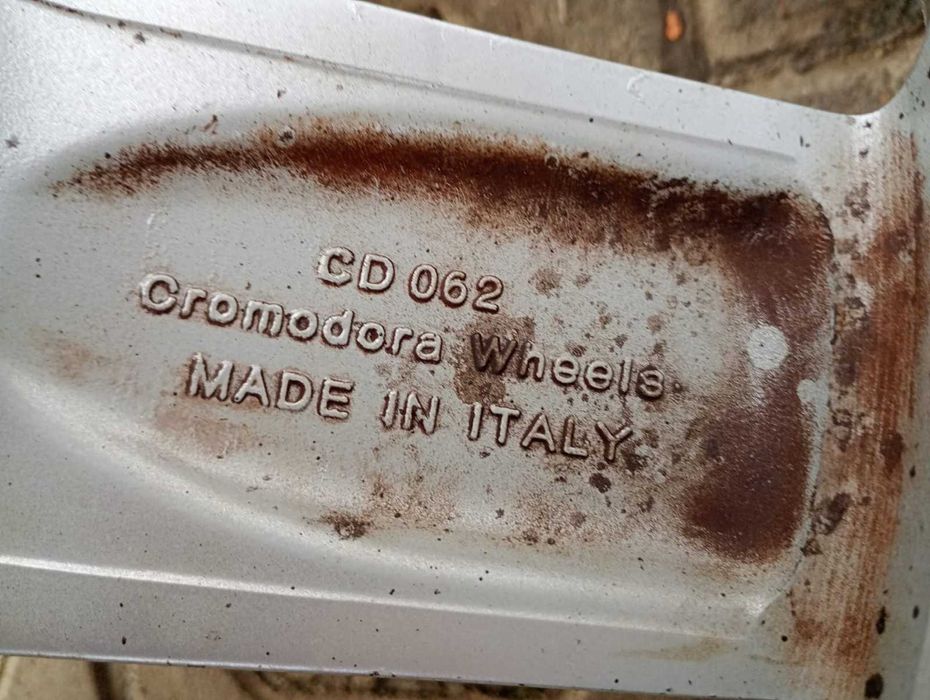 CD 062
Cromodora Wheels
MADE IN ITALY